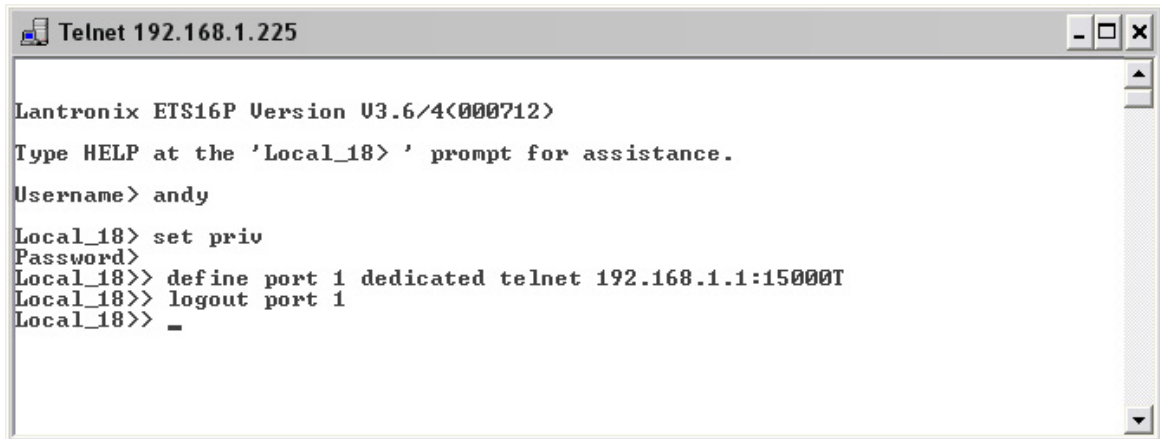 Telnet 192.168.1.225
Lantronix ETS16P Version V3.6/4(000712)
Type HELP at the 'Local_18> ' prompt for assistance.
Username> andy
Local_18> set priv
Password>
Local_18>> define port 1 dedicated telnet 192.168.1.1:15000T
Local_18>> logout port 1
Local_18>> _